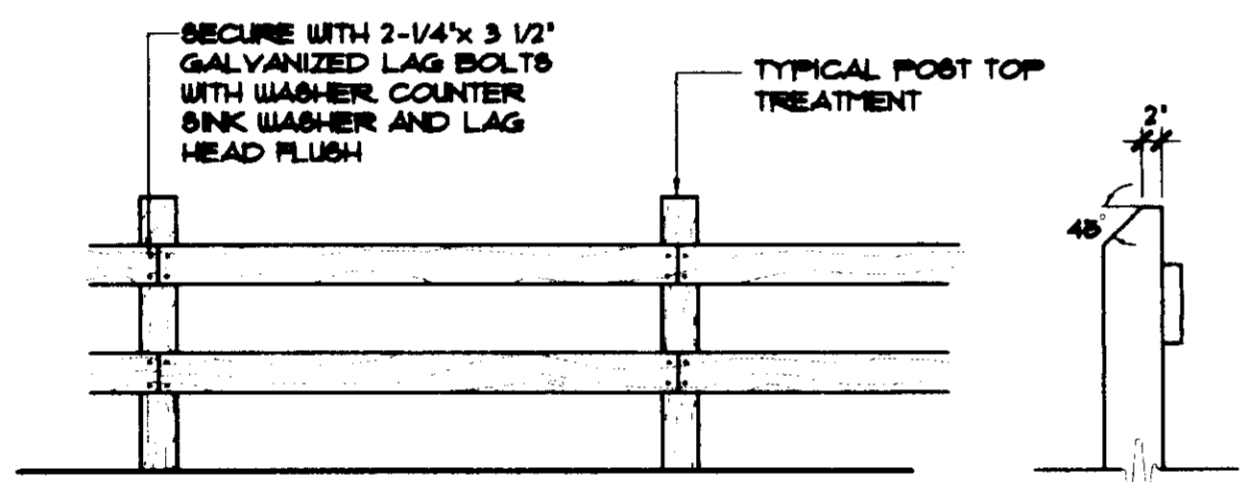 SECURE WITH 2-1/4"x 3 1/2"
GALVANIZED LAG BOLTS
WITH WASHER COUNTER
SINK WASHER AND LAG
HEAD FLUSH
TYPICAL POST TOP
TREATMENT
2"
45°